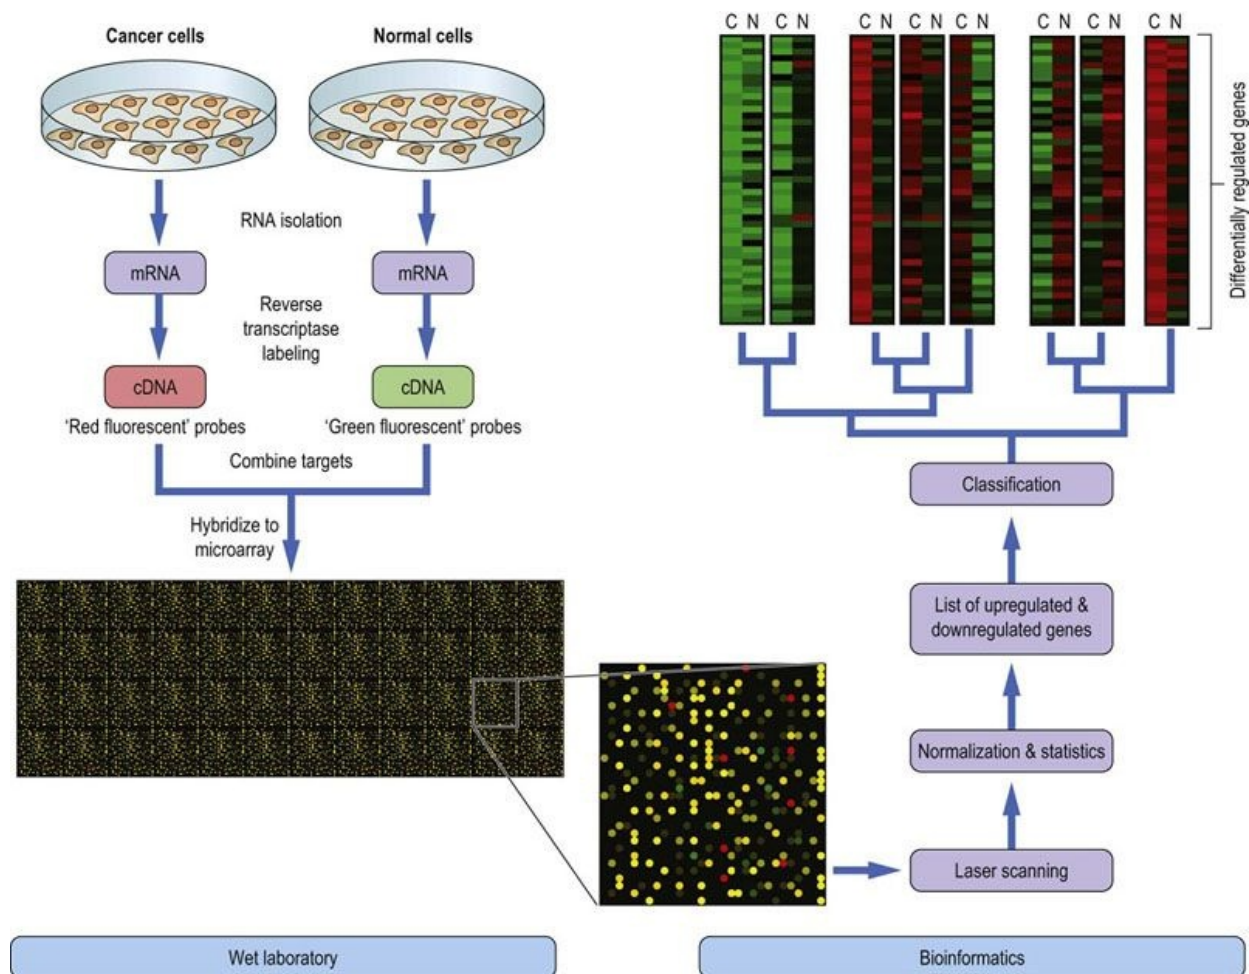 Cancer cells
Normal cells
RNA isolation
mRNA
mRNA
Reverse
transcriptase
labeling
cDNA
cDNA
‘Red fluorescent’ probes
‘Green fluorescent’ probes
Combine targets
Hybridize to
microarray
C N
C N
C N
C N
C N
C N
C N
C N
Differentially regulated genes
Classification
List of upregulated &
downregulated genes
Normalization & statistics
Laser scanning
Wet laboratory
Bioinformatics